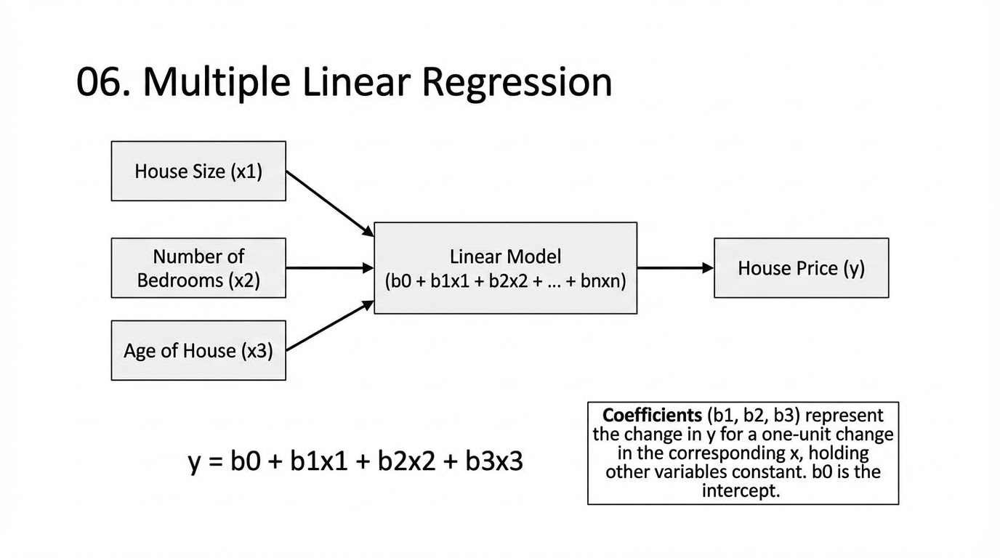 06. Multiple Linear Regression
House Size (x1)
Number of
Bedrooms (x2)
Age of House (x3)
Linear Model
(b0 + b1x1 + b2x2 + ... + bnxn)
House Price (y)
y = b0 + b1x1 + b2x2 + b3x3
Coefficients (b1, b2, b3) represent
the change in y for a one-unit change
in the corresponding x, holding
other variables constant. b0 is the
intercept.